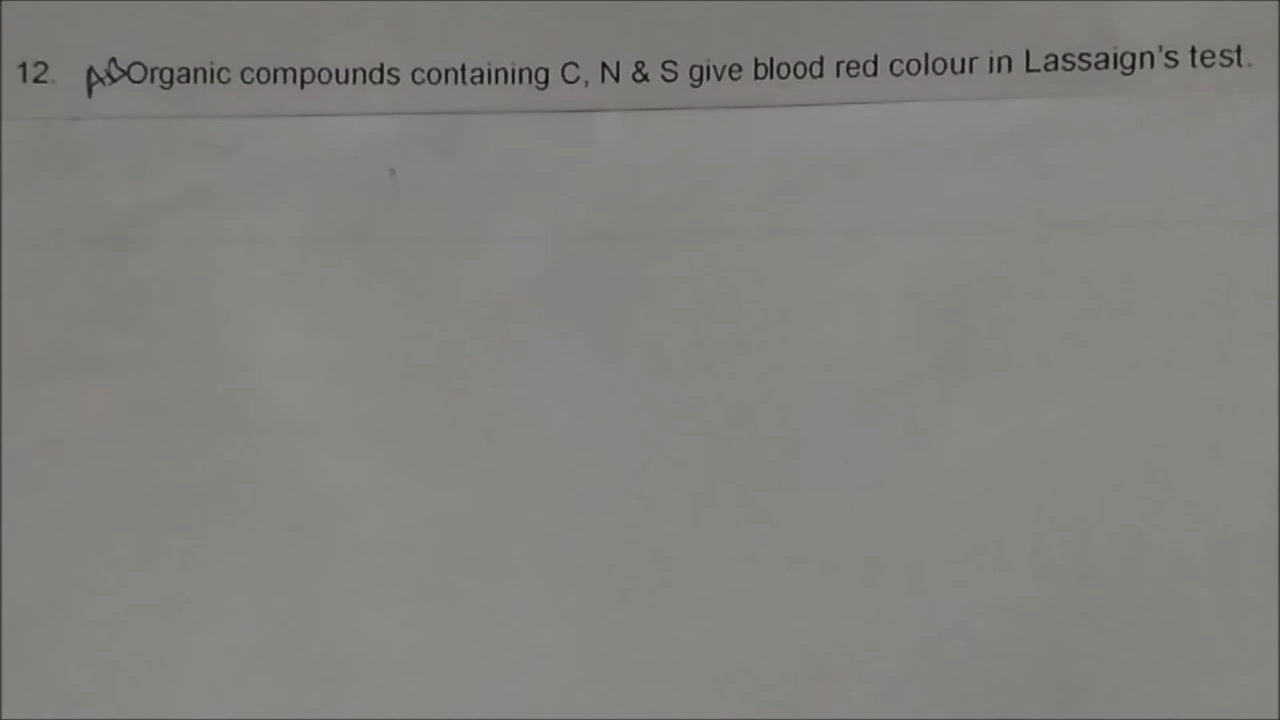 12. Organic compounds containing C, N & S give blood red colour in Lassaign's test.